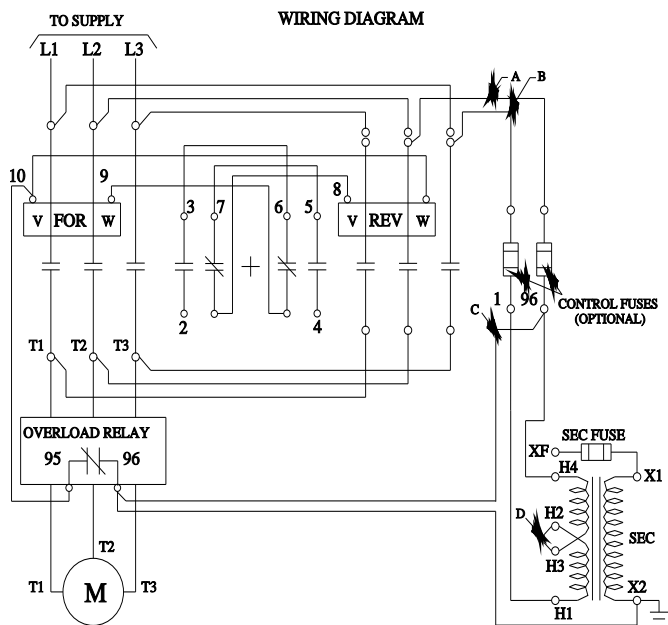 WIRING DIAGRAM
TO SUPPLY
L1 L2 L3
A B
10 9 8
3 7 6 5
V FOR W
V REV W
1 96
CONTROL FUSES
(OPTIONAL)
C
2 4
T1 T2 T3
OVERLOAD RELAY
95 96
SEC FUSE
XF
H4 X1
D H2
SEC
H3
T2
T1 M T3
X2
H1